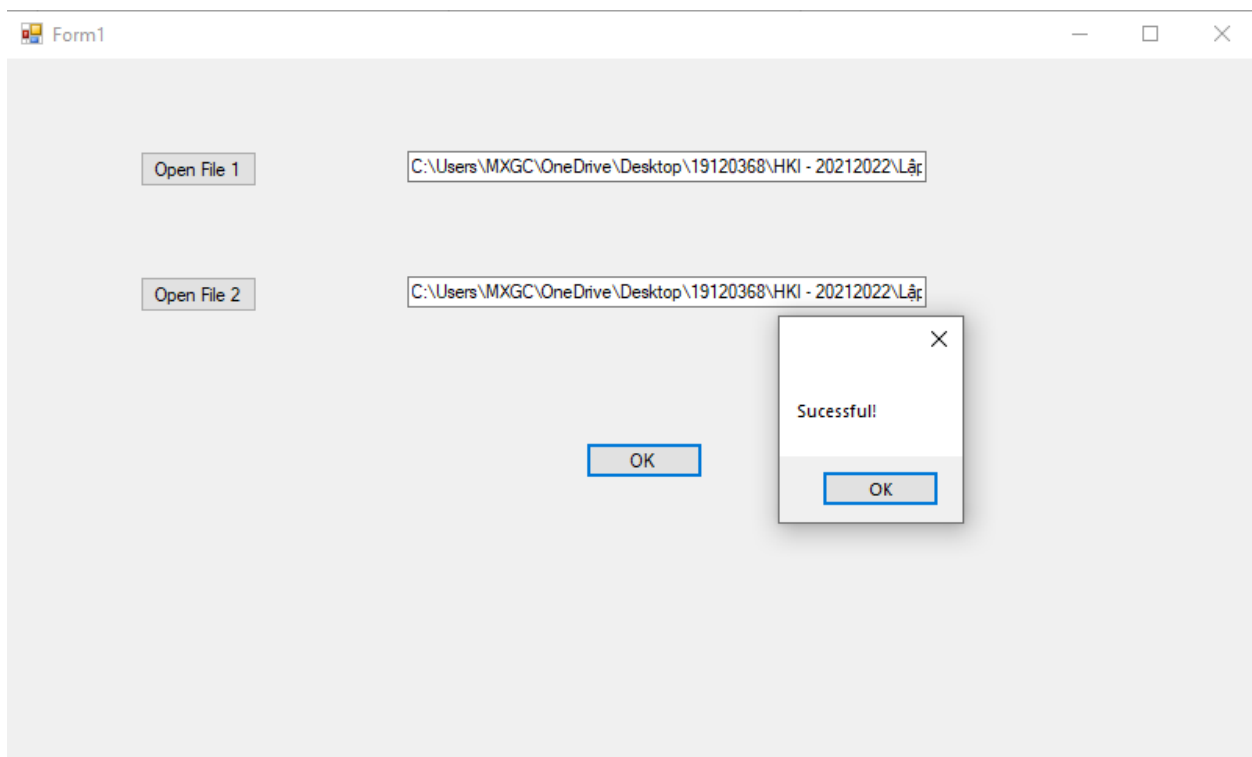 Form1
Open File 1
C:\Users\MXGC\OneDrive\Desktop\19120368\HKI - 20212022\Lập
Open File 2
C:\Users\MXGC\OneDrive\Desktop\19120368\HKI - 20212022\Lập
Sucessful!
OK
OK